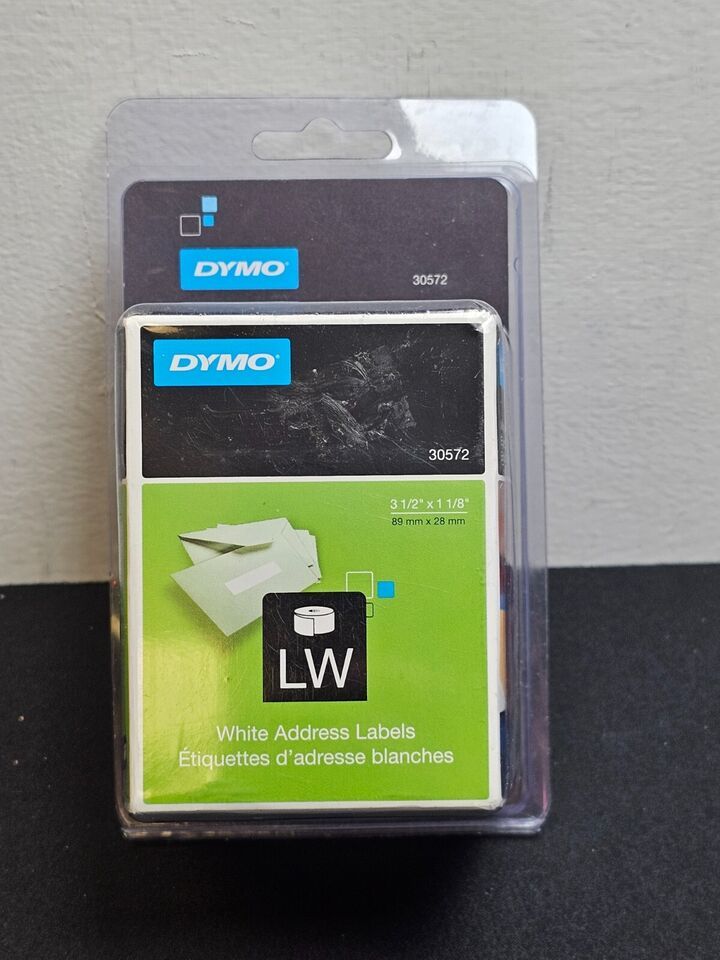 DYMO
30572
DYMO
30572
3 1/2" x 1 1/8"
89 mm x 28 mm
LW
White Address Labels
Étiquettes d'adresse blanches